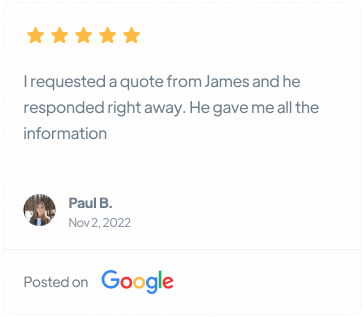 I requested a quote from James and he
responded right away. He gave me all the
information
Paul B.
Nov 2, 2022
Posted on Google